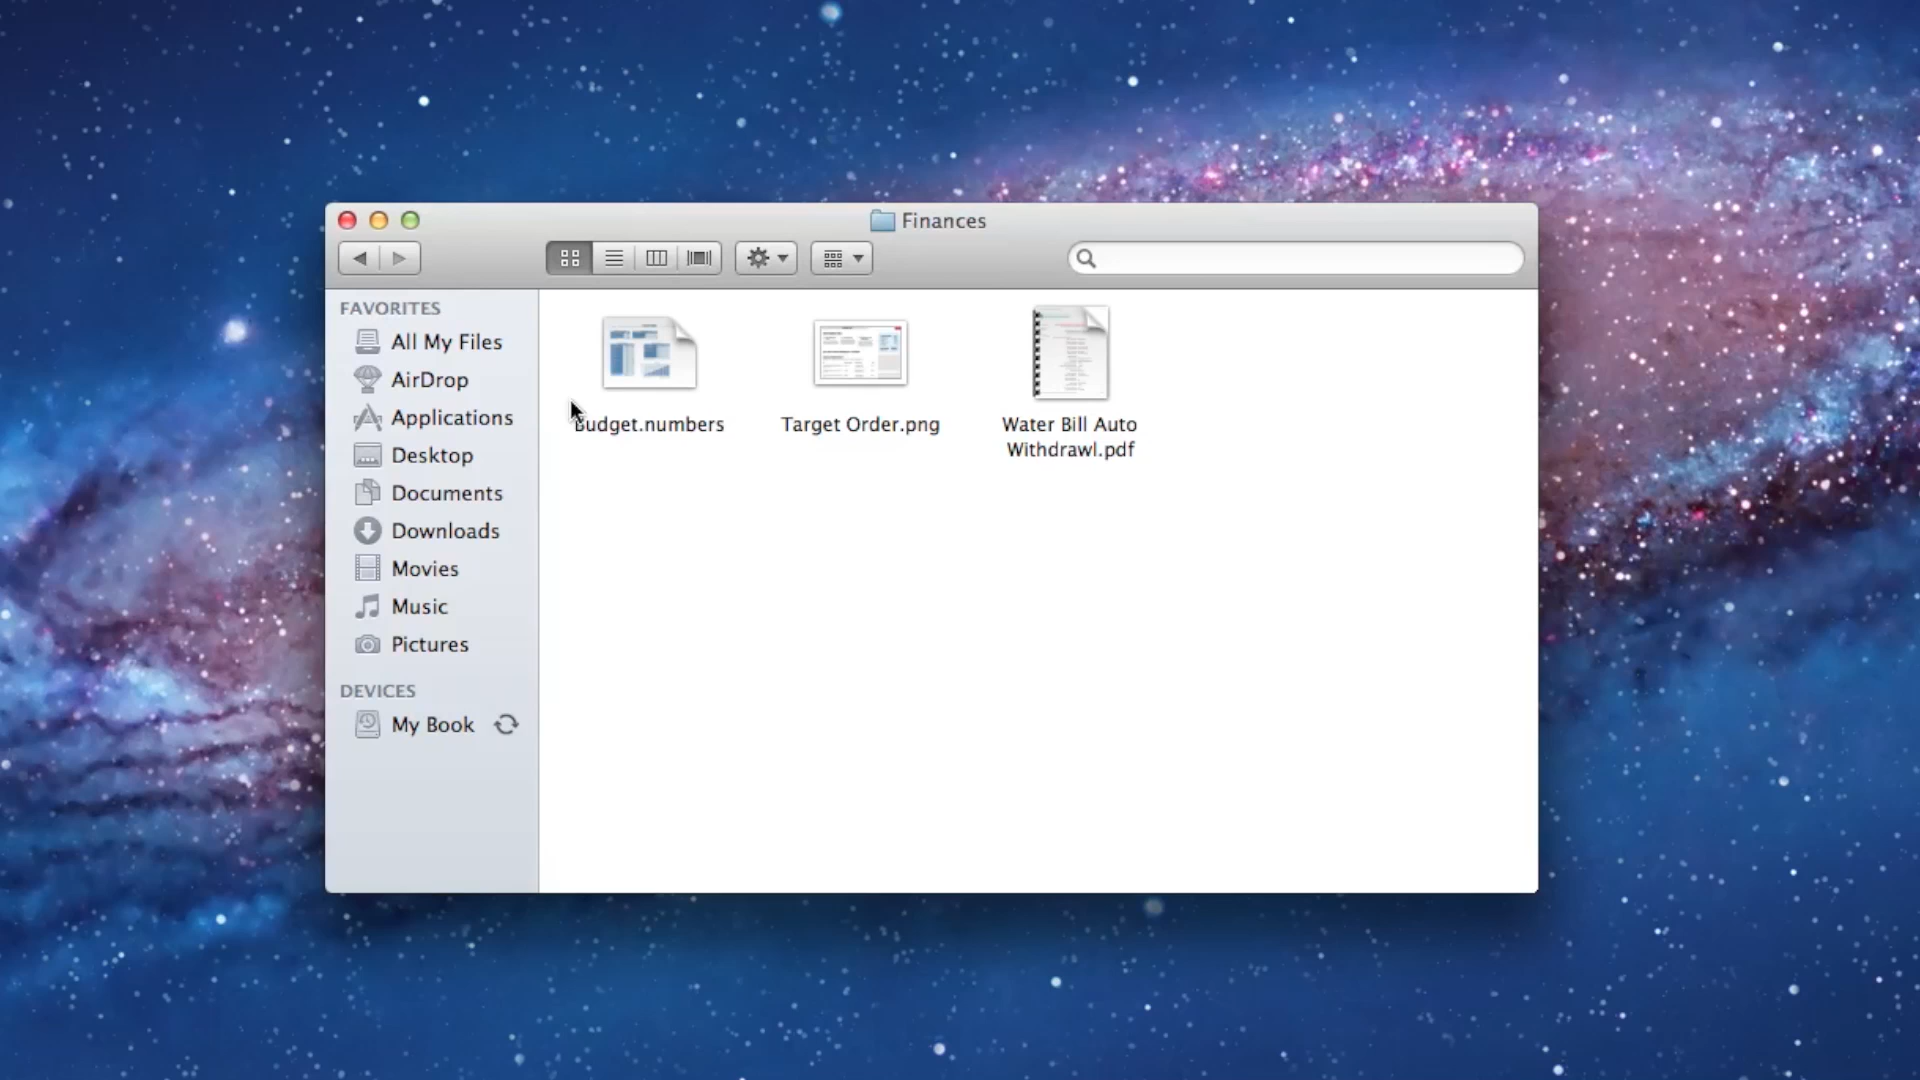 Finances
FAVORITES
All My Files
AirDrop
Applications
Desktop
Documents
Downloads
Movies
Music
Pictures
DEVICES
My Book
Budget.numbers
Target Order.png
Water Bill Auto
Withdrawl.pdf